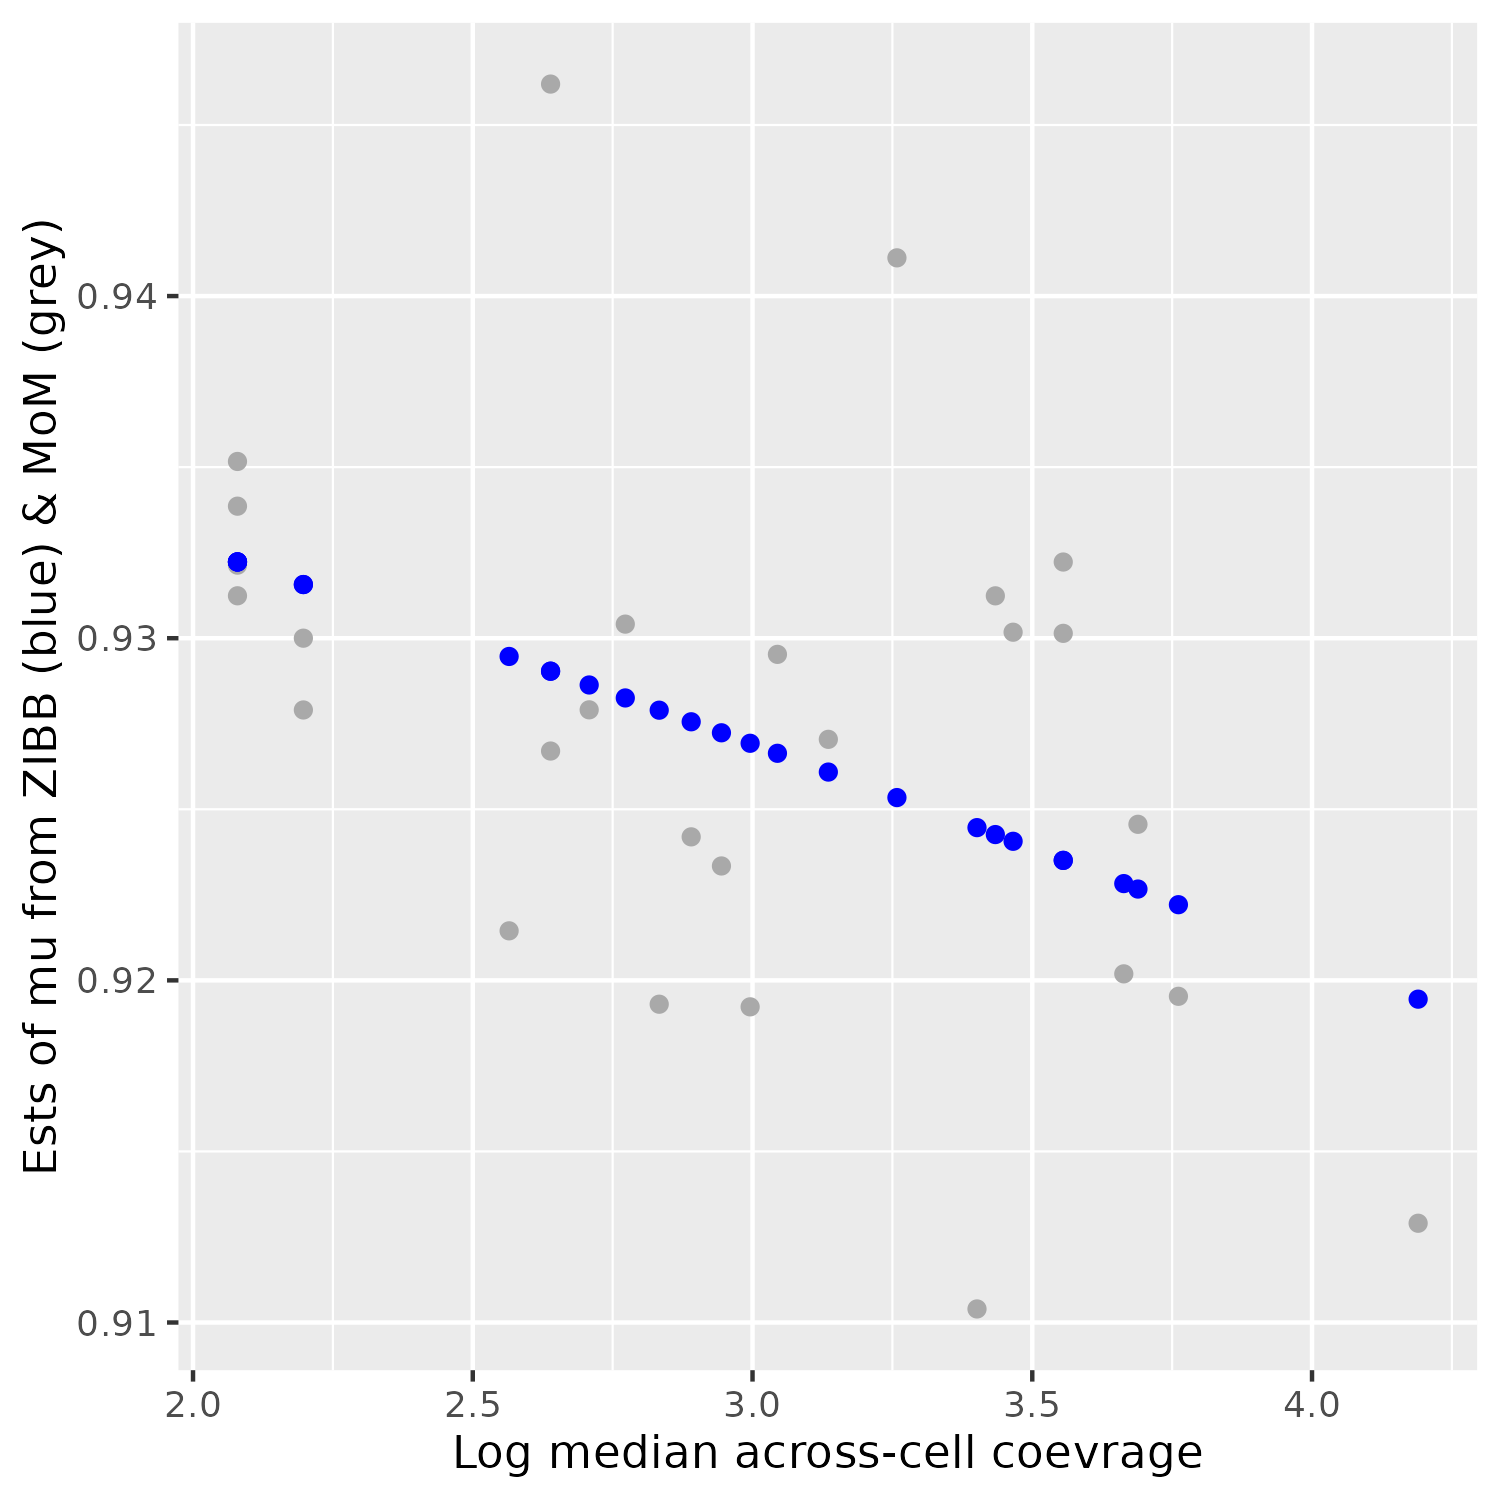 Ests of mu from ZIBB (blue) & MoM (grey)
0.94
0.93
0.92
0.91
2.0 2.5 3.0 3.5 4.0
Log median across-cell coevrage